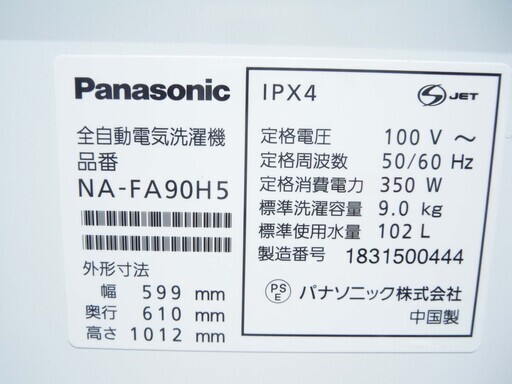 Panasonic
全自動電気洗濯機
品番
NA-FA90H5
外形寸法
幅 599 mm
奥行 610 mm
高さ 1012 mm
IPX4
S JET
定格電圧 100 V ～
定格周波数 50/60 Hz
定格消費電力 350 W
標準洗濯容量 9.0 kg
標準使用水量 102 L
製造番号 1831500444
PS E パナソニック株式会社
中国製